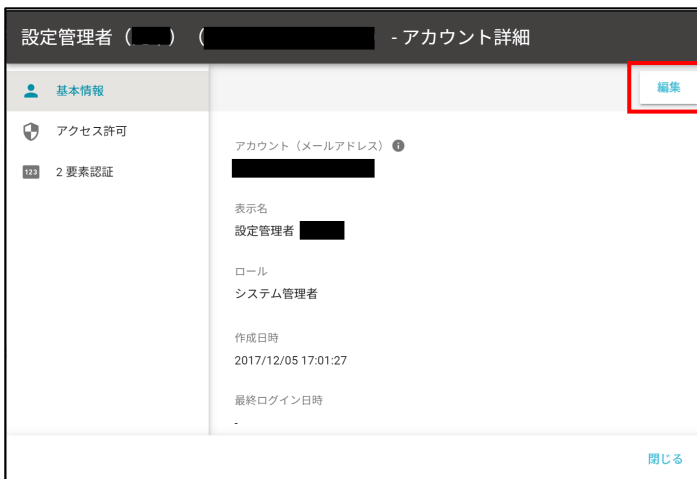 設定管理者（　）（　- アカウント詳細
基本情報
編集
アクセス許可
123 2 要素認証
アカウント（メールアドレス）
表示名
設定管理者
ロール
システム管理者
作成日時
2017/12/05 17:01:27
最終ログイン日時
-
閉じる